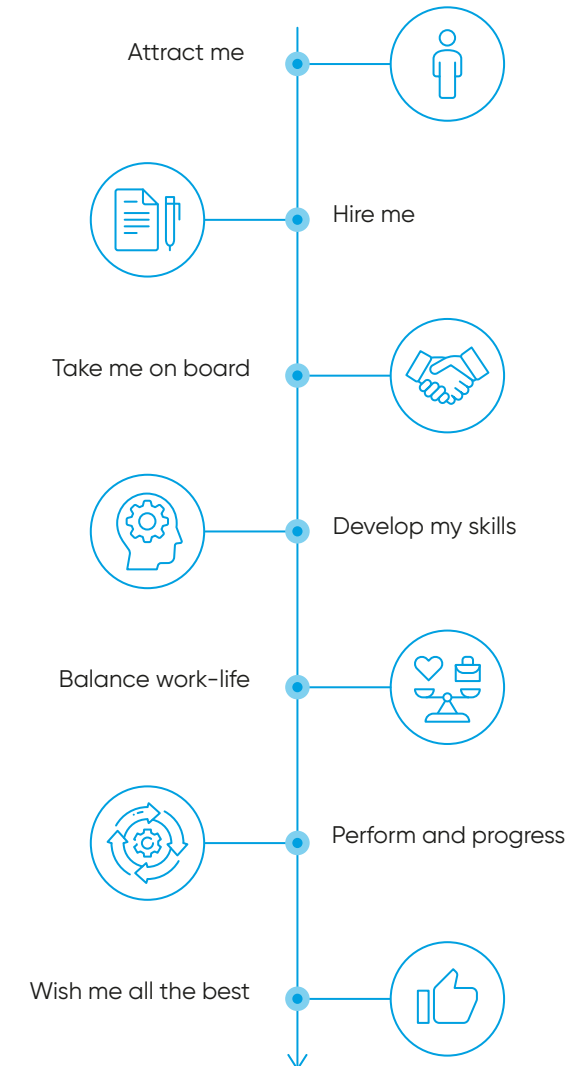 Attract me
Hire me
Take me on board
Develop my skills
Balance work-life
Perform and progress
Wish me all the best